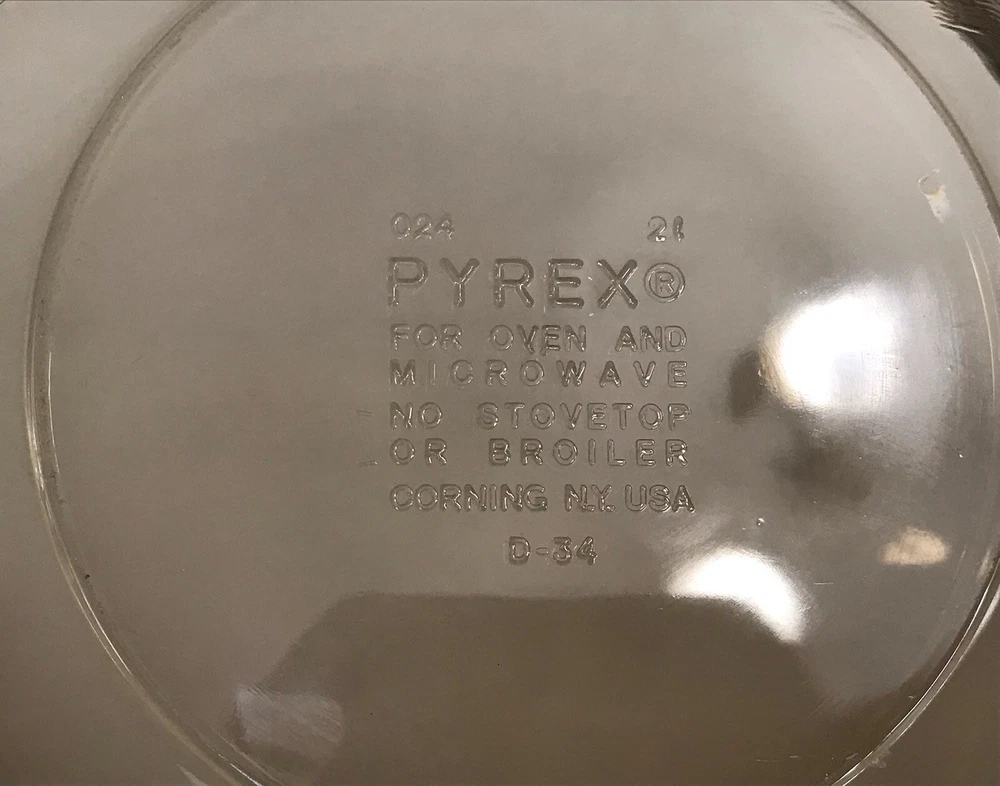 024 2l
PYREX®
FOR OVEN AND
MICROWAVE
NO STOVETOP
OR BROILER
CORNING N.Y. USA
D-34